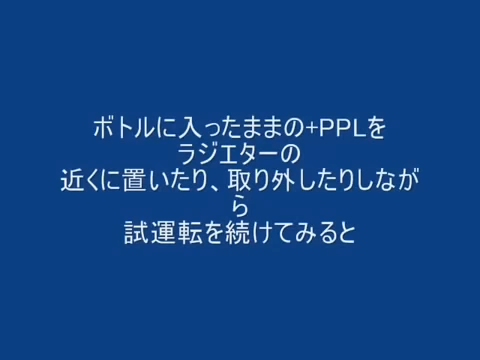 ボトルに入ったままの+PPLを
ラジエターの
近くに置いたり、取り外したりしなが
ら
試運転を続けてみると